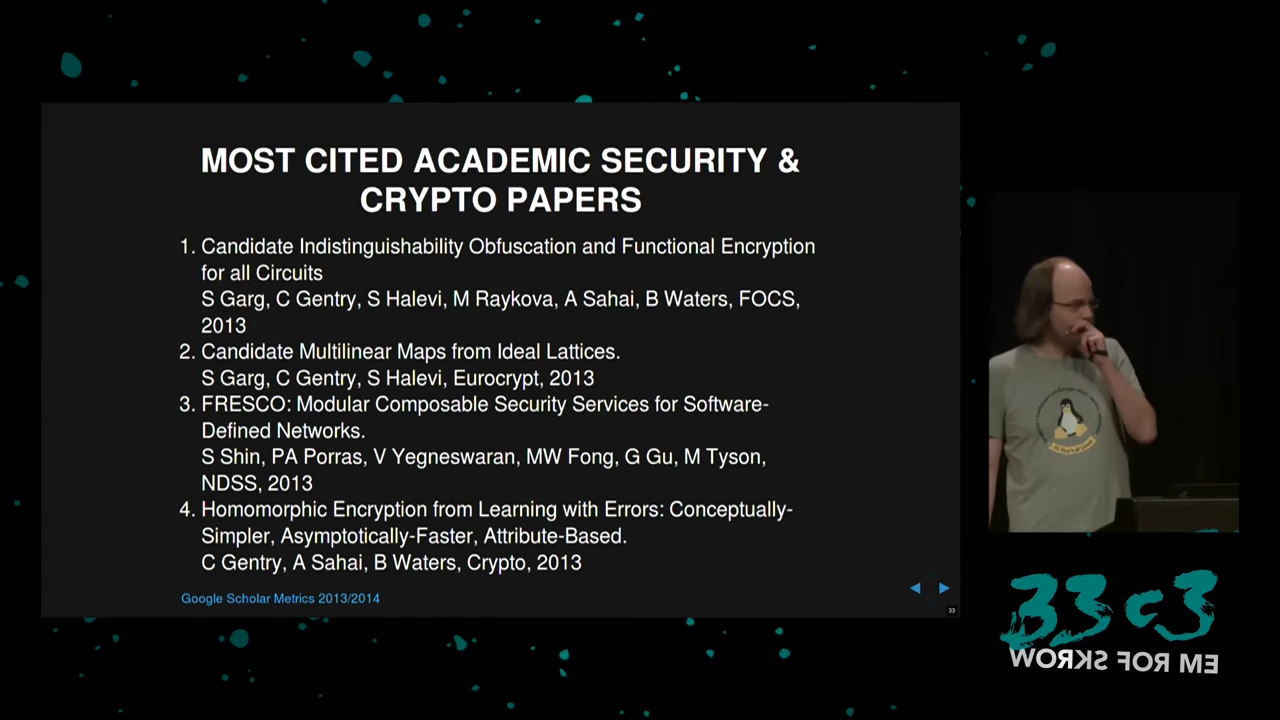 MOST CITED ACADEMIC SECURITY &
CRYPTO PAPERS
1. Candidate Indistinguishability Obfuscation and Functional Encryption
for all Circuits
S Garg, C Gentry, S Halevi, M Raykova, A Sahai, B Waters, FOCS,
2013
2. Candidate Multilinear Maps from Ideal Lattices.
S Garg, C Gentry, S Halevi, Eurocrypt, 2013
3. FRESCO: Modular Composable Security Services for Software-
Defined Networks.
S Shin, PA Porras, V Yegneswaran, MW Fong, G Gu, M Tyson,
NDSS, 2013
4. Homomorphic Encryption from Learning with Errors: Conceptually-
Simpler, Asymptotically-Faster, Attribute-Based.
C Gentry, A Sahai, B Waters, Crypto, 2013
Google Scholar Metrics 2013/2014
33
33c3
WORKS FOR ME